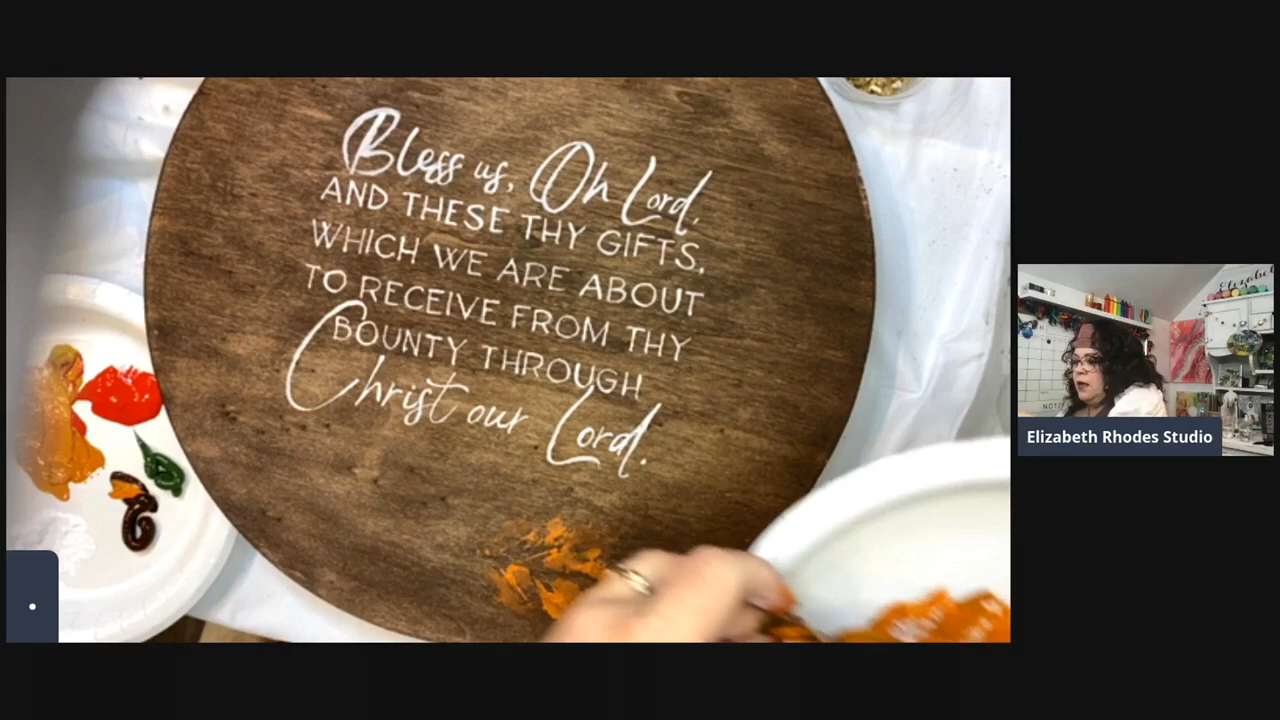 Bless us, Oh Lord,
AND THESE THY GIFTS,
WHICH WE ARE ABOUT
TO RECEIVE FROM THY
BOUNTY THROUGH
Christ our Lord.
Elizabeth Rhodes Studio